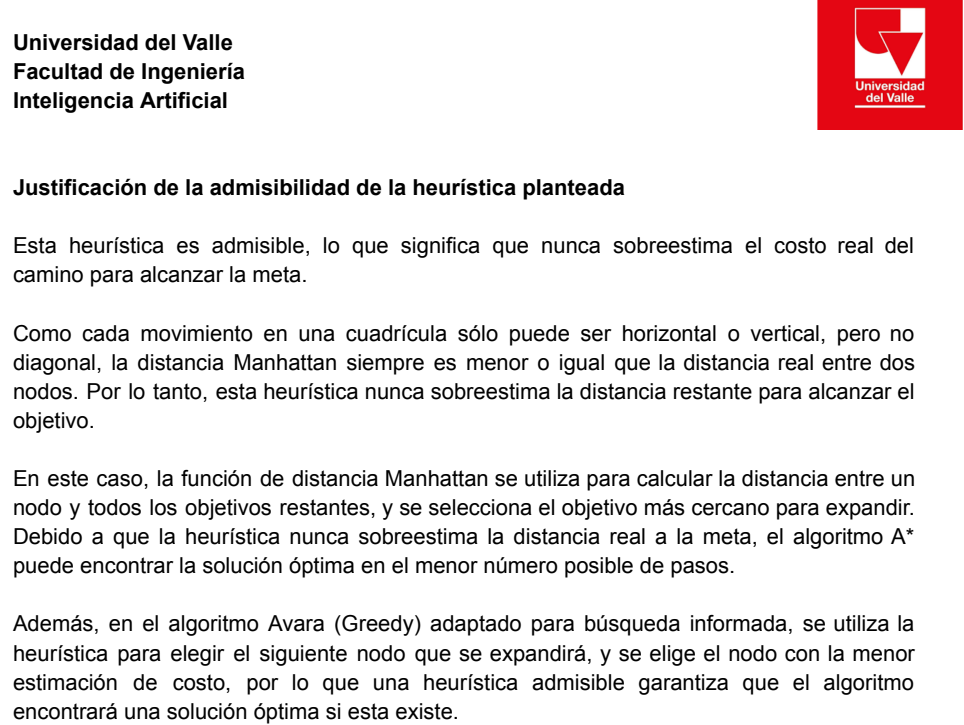 Universidad del Valle
Facultad de Ingeniería
Inteligencia Artificial
Universidad
del Valle
Justificación de la admisibilidad de la heurística planteada
Esta heurística es admisible, lo que significa que nunca sobreestima el costo real del
camino para alcanzar la meta.
Como cada movimiento en una cuadrícula sólo puede ser horizontal o vertical, pero no
diagonal, la distancia Manhattan siempre es menor o igual que la distancia real entre dos
nodos. Por lo tanto, esta heurística nunca sobreestima la distancia restante para alcanzar el
objetivo.
En este caso, la función de distancia Manhattan se utiliza para calcular la distancia entre un
nodo y todos los objetivos restantes, y se selecciona el objetivo más cercano para expandir.
Debido a que la heurística nunca sobreestima la distancia real a la meta, el algoritmo A*
puede encontrar la solución óptima en el menor número posible de pasos.
Además, en el algoritmo Avara (Greedy) adaptado para búsqueda informada, se utiliza la
heurística para elegir el siguiente nodo que se expandirá, y se elige el nodo con la menor
estimación de costo, por lo que una heurística admisible garantiza que el algoritmo
encontrará una solución óptima si esta existe.